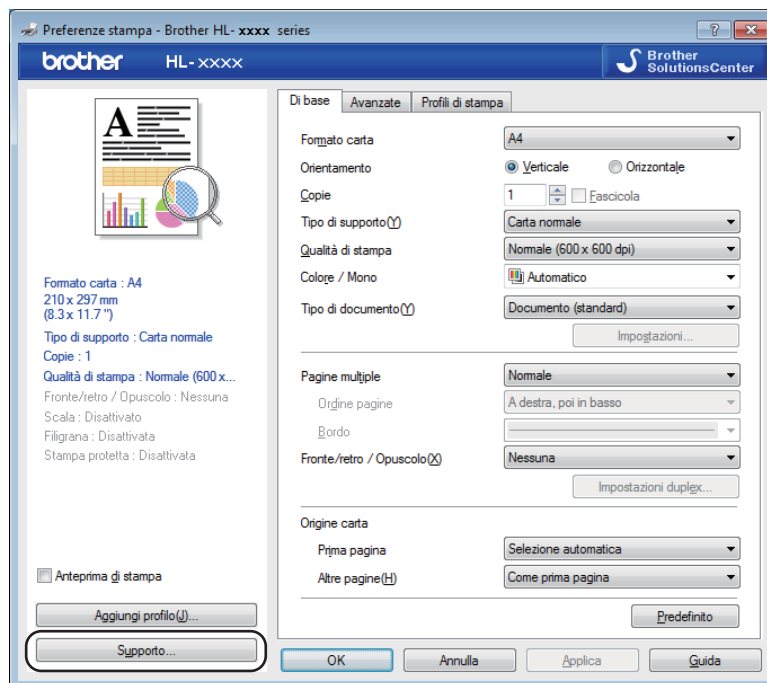 Preferenze stampa - Brother HL- xxxx series
brother HL-xxxx
Brother
SolutionsCenter
A
Formato carta : A4
210 x 297 mm
(8.3 x 11.7 ")
Tipo di supporto : Carta normale
Copie : 1
Qualità di stampa : Normale (600 x...
Fronte/retro / Opuscolo : Nessuna
Scala : Disattivato
Filigrana : Disattivata
Stampa protetta : Disattivata
Anteprima di stampa
Aggiungi profilo(J)...
Supporto...
Di base Avanzate Profili di stampa
Formato carta A4
Orientamento Verticale Orizzontale
Copie 1 Fascicola
Tipo di supporto(Y) Carta normale
Qualità di stampa Normale (600 x 600 dpi)
Colore / Mono Automatico
Tipo di documento(Y) Documento (standard)
Impostazioni...
Pagine multiple Normale
Ordine pagine A destra, poi in basso
Bordo
Fronte/retro / Opuscolo(X) Nessuna
Impostazioni duplex...
Origine carta
Prima pagina Selezione automatica
Altre pagine(H) Come prima pagina
Predefinito
OK Annulla Applica Guida